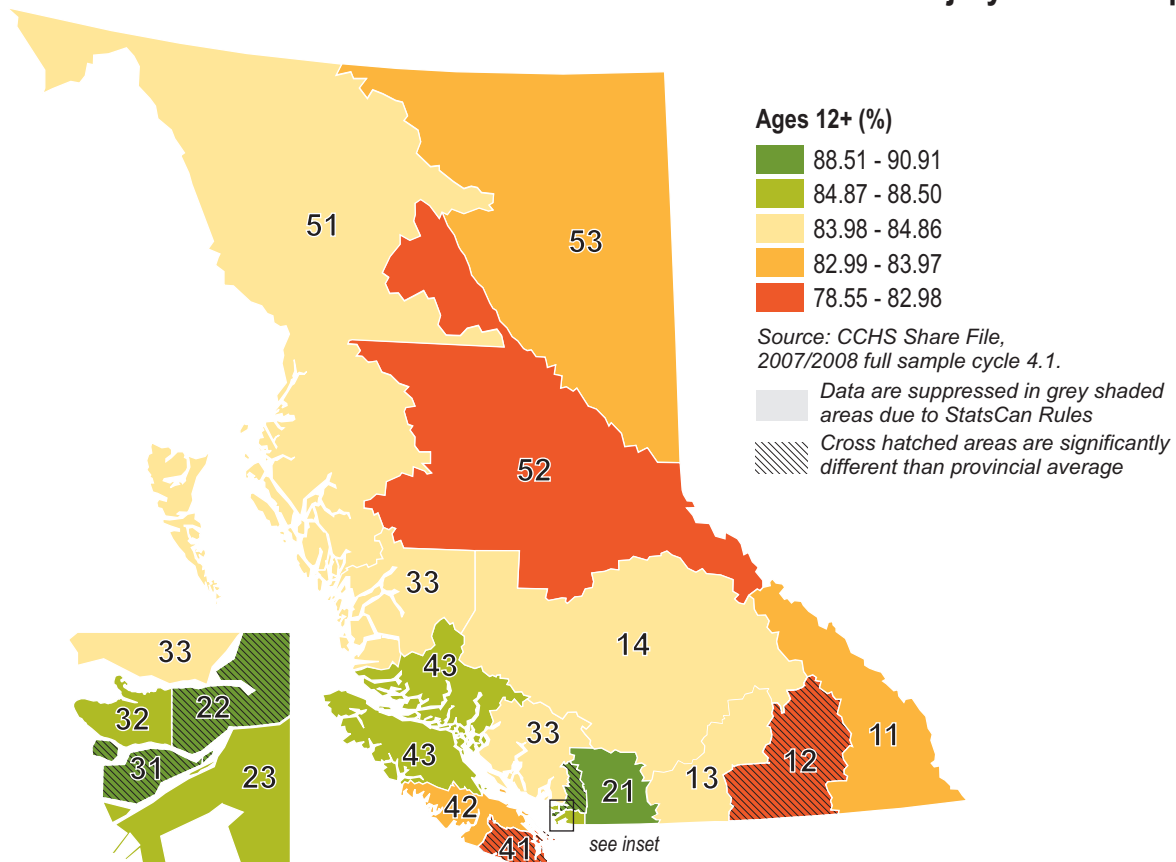 Ages 12+ (%)
88.51 - 90.91
84.87 - 88.50
83.98 - 84.86
82.99 - 83.97
78.55 - 82.98
Source: CCHS Share File,
2007/2008 full sample cycle 4.1.
Data are suppressed in grey shaded
areas due to StatsCan Rules
Cross hatched areas are significantly
different than provincial average
51
53
52
33
14
43
33
43
42
41
21
13
12
11
see inset
33
32
22
31
23